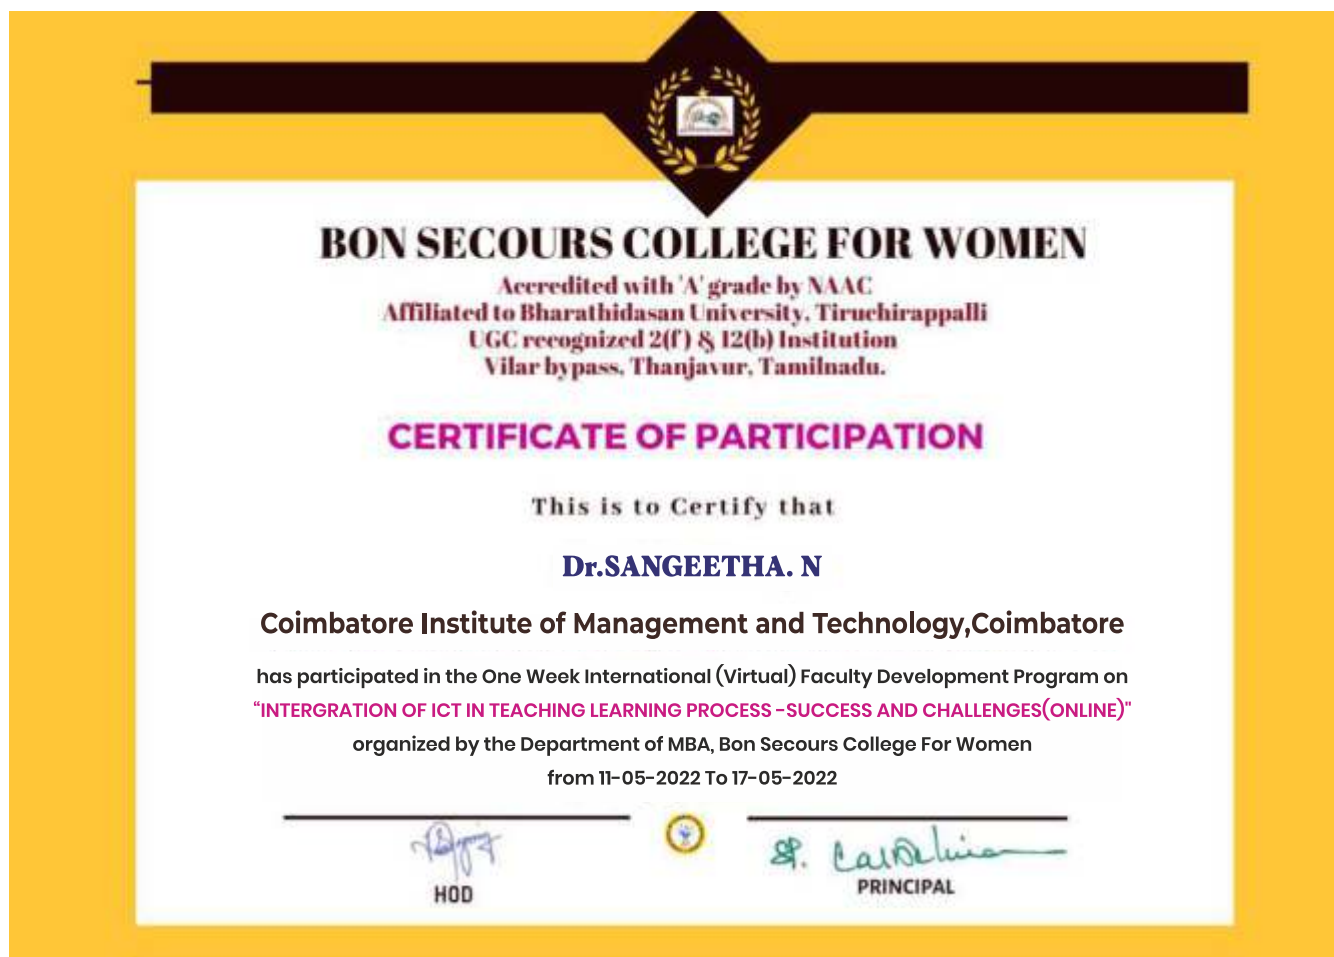 BON SECOURS COLLEGE FOR WOMEN
Accredited with 'A' grade by NAAC
Affiliated to Bharathidasan University, Tiruchirappalli
UGC recognized 2(f) & 12(b) Institution
Vilar bypass, Thanjavur, Tamilnadu.
CERTIFICATE OF PARTICIPATION
This is to Certify that
Dr.SANGEETHA. N
Coimbatore Institute of Management and Technology,Coimbatore
has participated in the One Week International (Virtual) Faculty Development Program on
“INTERGRATION OF ICT IN TEACHING LEARNING PROCESS -SUCCESS AND CHALLENGES(ONLINE)"
organized by the Department of MBA, Bon Secours College For Women
from 11-05-2022 To 17-05-2022
HOD
PRINCIPAL